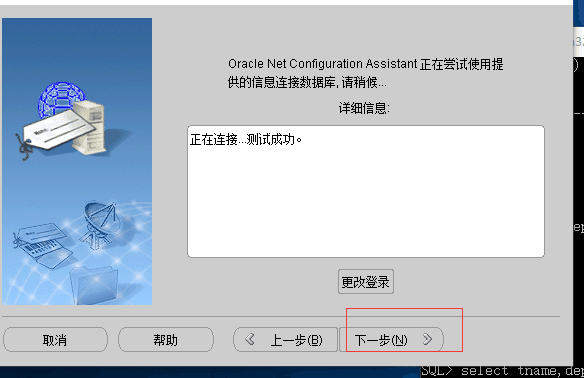 Oracle Net Configuration Assistant 正在尝试使用提
供的信息连接数据库,请稍候...
详细信息:
正在连接...测试成功。
更改登录
取消
帮助
上一步(B)
下一步(N)
SQL> select tname,dep